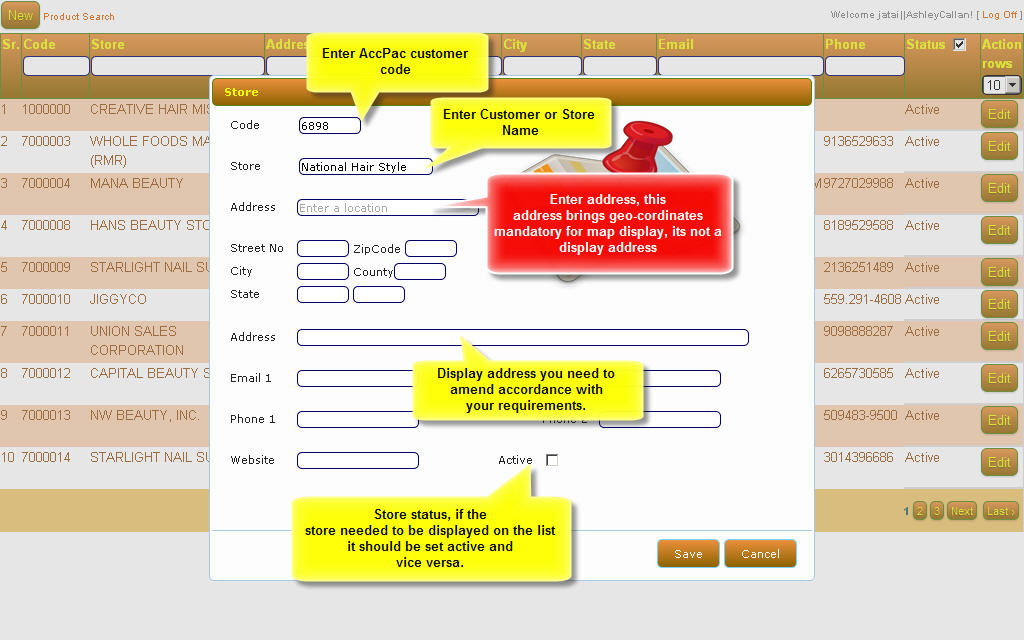 New Product Search
Welcome jatai||AshleyCallan! [ Log Off ]
Sr. Code Store Addres City State Email Phone Status Action
rows
10
Enter AccPac customer
code
Store
Code 6898
Enter Customer or Store
Name
Store National Hair Style
Address Enter a location
Enter address, this
address brings geo-cordinates
mandatory for map display, its not a
display address
Street No ZipCode
City County
State
Address
Display address you need to
amend accordance with
your requirements.
Email 1
Phone 1 Phone 2
Website Active
Store status, if the
store needed to be displayed on the list
it should be set active and
vice versa.
Save Cancel
1 1000000 CREATIVE HAIR MIS Active Edit
2 7000003 WHOLE FOODS MA 9136529633 Active Edit
(RMR)
3 7000004 MANA BEAUTY M 9727029988 Active Edit
4 7000008 HANS BEAUTY STO 8189529588 Active Edit
5 7000009 STARLIGHT NAIL SU 2136251489 Active Edit
6 7000010 JIGGYCO 559.291-4608 Active Edit
7 7000011 UNION SALES 9098888287 Active Edit
CORPORATION
8 7000012 CAPITAL BEAUTY S 6265730585 Active Edit
9 7000013 NW BEAUTY, INC. 509483-9500 Active Edit
10 7000014 STARLIGHT NAIL SU 3014396686 Active Edit
1 2 3 Next Last ›